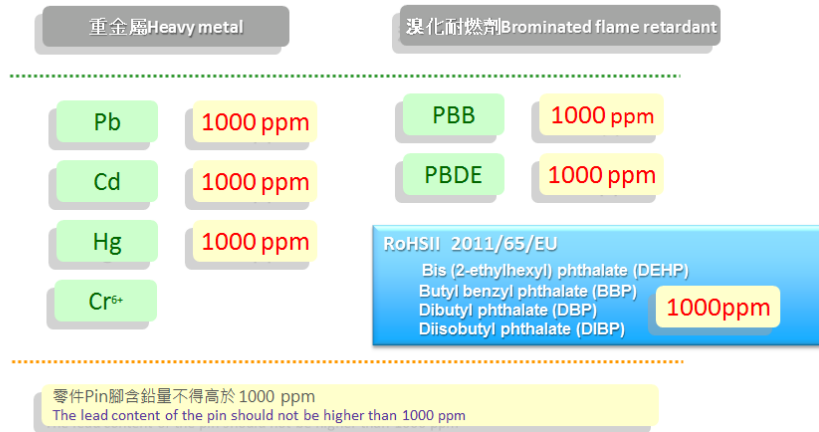 重金屬Heavy metal
溴化耐燃劑Brominated flame retardant
Pb 1000 ppm
Cd 1000 ppm
Hg 1000 ppm
Cr6+
PBB 1000 ppm
PBDE 1000 ppm
RoHSII 2011/65/EU
Bis (2-ethylhexyl) phthalate (DEHP)
Butyl benzyl phthalate (BBP)
Dibutyl phthalate (DBP)
Diisobutyl phthalate (DIBP)
1000ppm
零件Pin腳含鉛量不得高於 1000 ppm
The lead content of the pin should not be higher than 1000 ppm